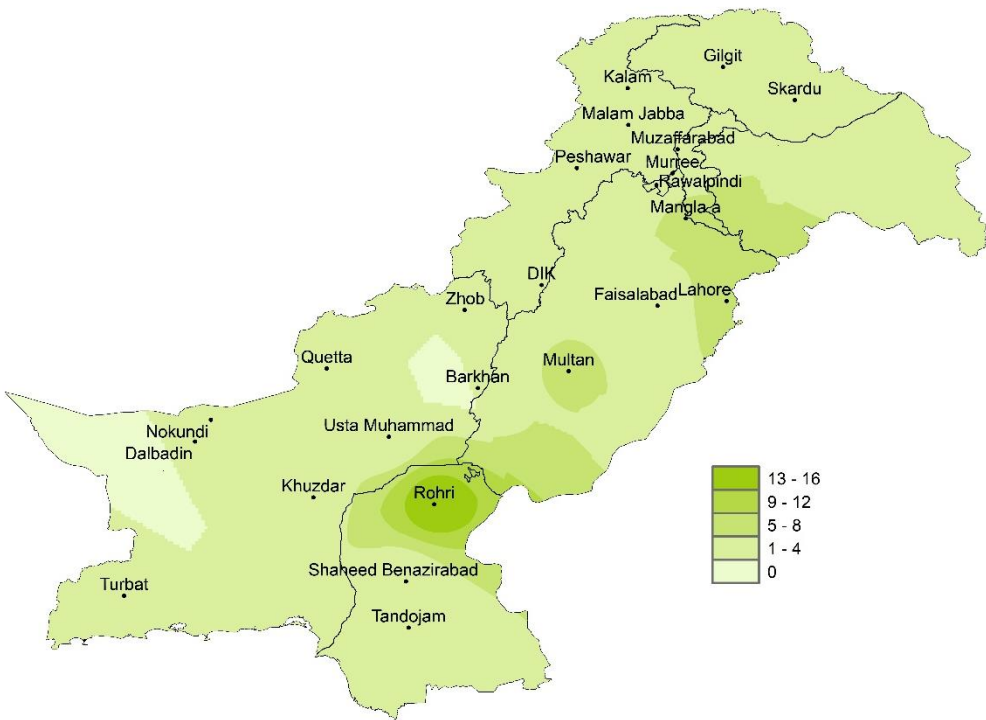 Gilgit
Kalam
Skardu
Malam Jabba
Muzaffarabad
Peshawar
Murree
Rawalpindi
Mangla a
DIK
Zhob
Faisalabad
Lahore
Quetta
Multan
Barkhan
Nokundi
Usta Muhammad
Dalbadin
Khuzdar
Rohri
13 - 16
9 - 12
5 - 8
1 - 4
0
Shaheed Benazirabad
Turbat
Tandojam